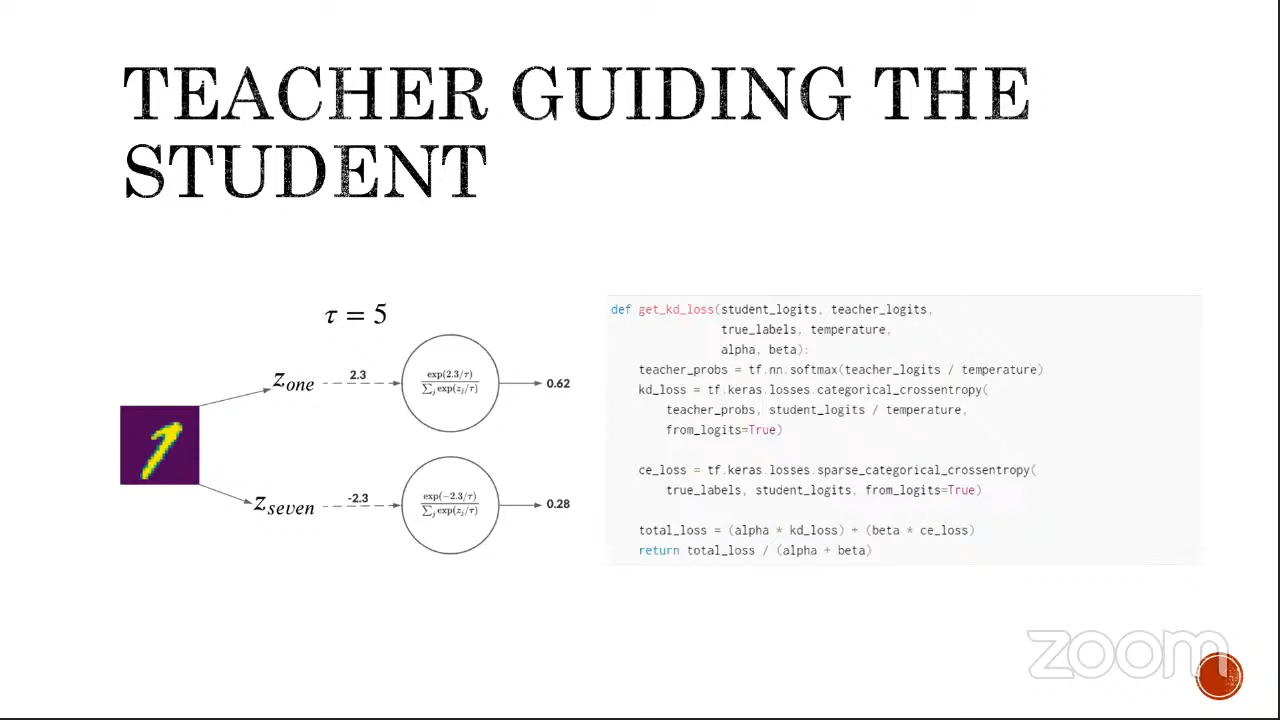 TEACHER GUIDING THE
STUDENT
τ = 5
z_one
2.3
exp(2.3/τ)
∑_j exp(z_j/τ)
0.62
z_seven
-2.3
exp(−2.3/τ)
∑_j exp(z_j/τ)
0.28
def get_kd_loss(student_logits, teacher_logits,
true_labels, temperature,
alpha, beta):
teacher_probs = tf.nn.softmax(teacher_logits / temperature)
kd_loss = tf.keras.losses.categorical_crossentropy(
teacher_probs, student_logits / temperature,
from_logits=True)
ce_loss = tf.keras.losses.sparse_categorical_crossentropy(
true_labels, student_logits, from_logits=True)
total_loss = (alpha * kd_loss) + (beta * ce_loss)
return total_loss / (alpha + beta)
zoom